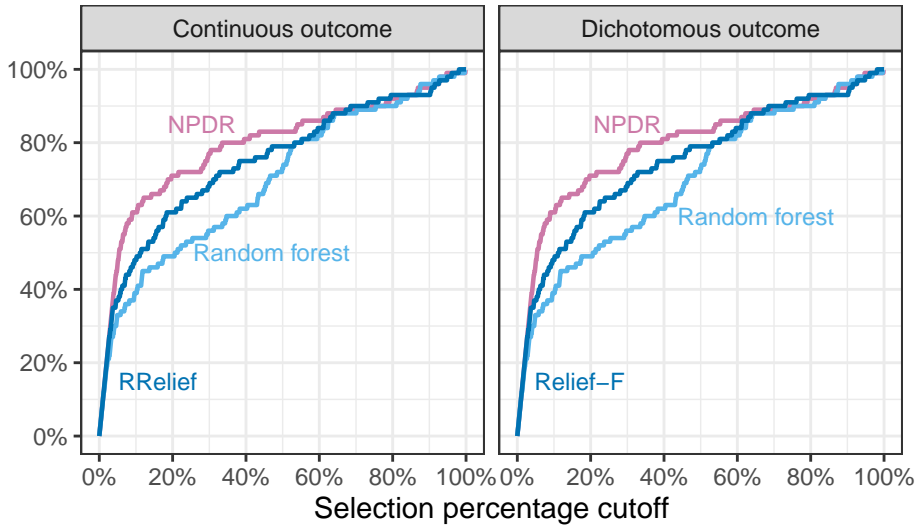 Continuous outcome
Dichotomous outcome
100%
80%
60%
40%
20%
0%
NPDR
Random forest
RRelief
NPDR
Random forest
Relief−F
0% 20% 40% 60% 80% 100%
0% 20% 40% 60% 80% 100%
Selection percentage cutoff